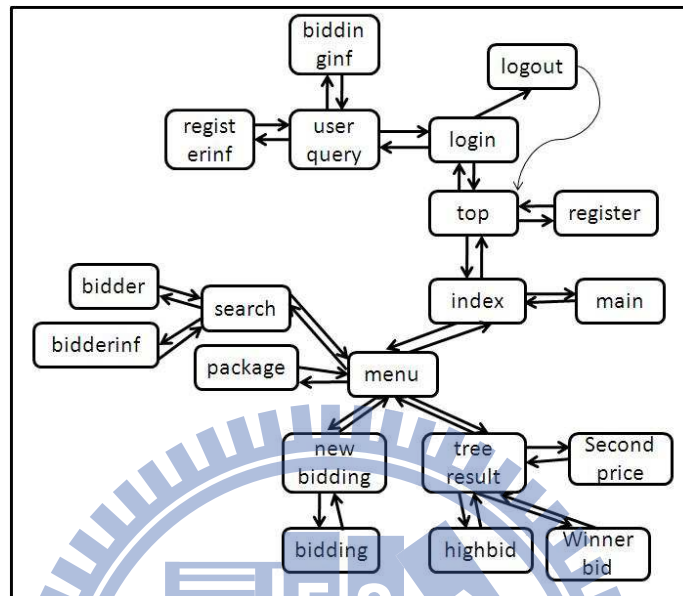 biddin
ginf
logout
regist
erinf
user
query
login
top
register
bidder
search
index
main
bidderinf
package
menu
new
bidding
tree
result
Second
price
bidding
highbid
Winner
bid